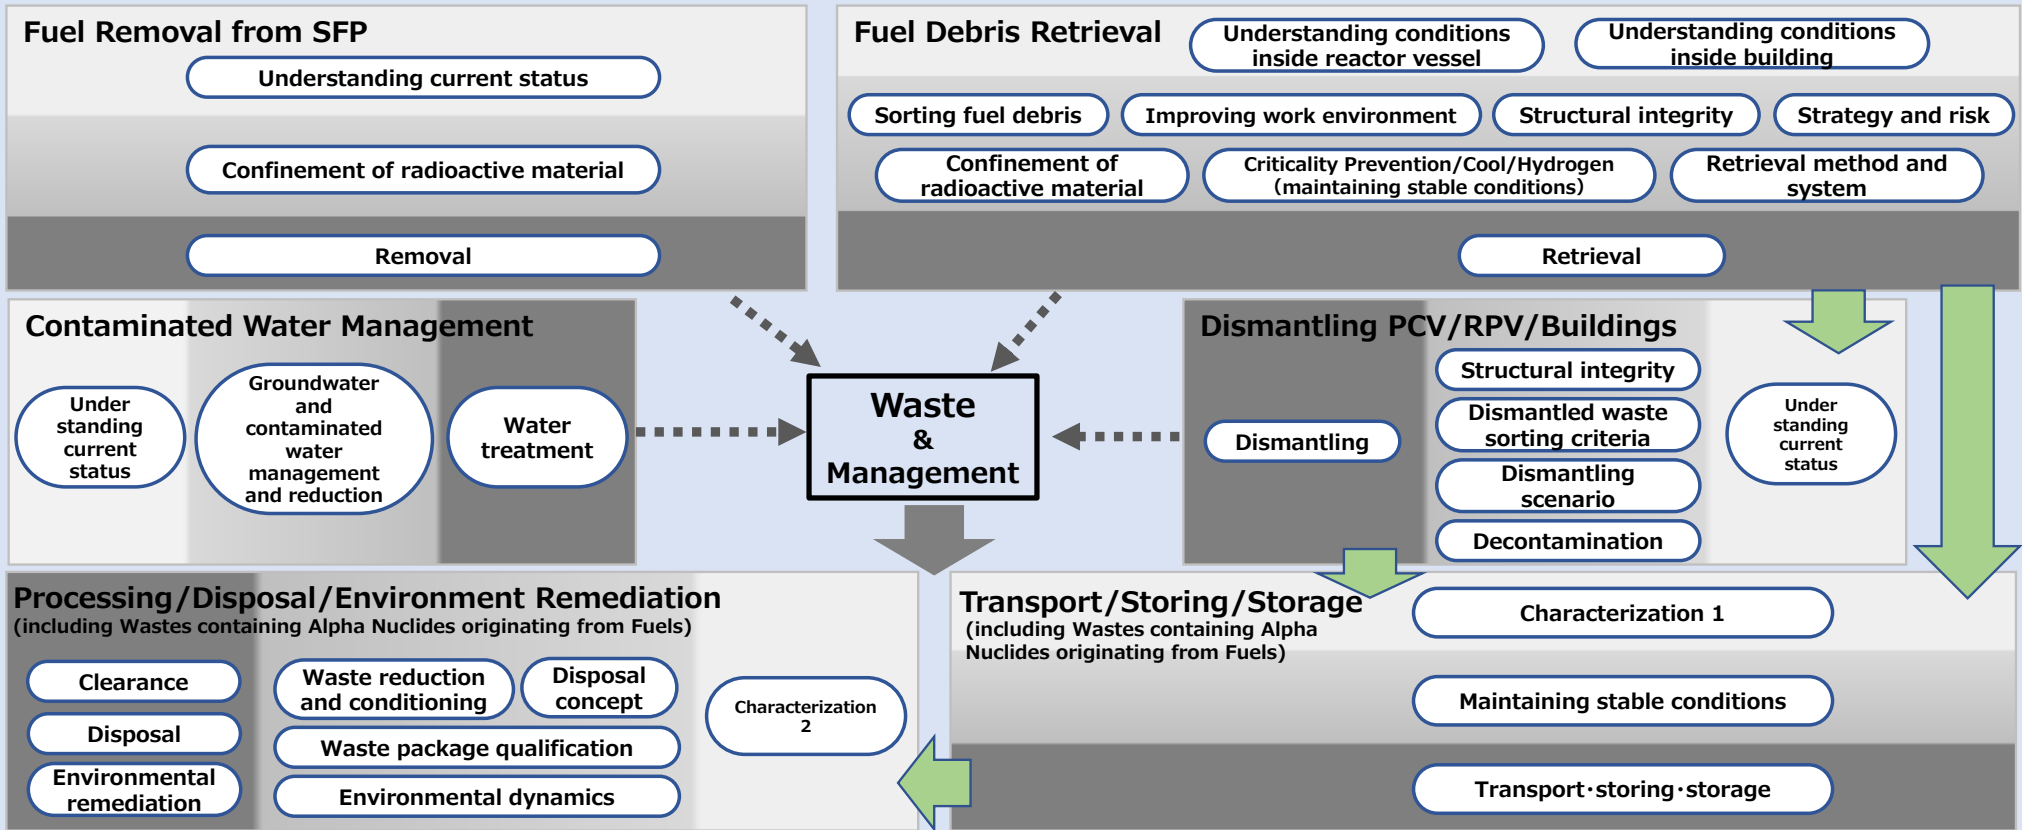 Fuel Removal from SFP
Understanding current status
Confinement of radioactive material
Removal
Fuel Debris Retrieval
Understanding conditions
inside reactor vessel
Understanding conditions
inside building
Sorting fuel debris
Improving work environment
Structural integrity
Strategy and risk
Confinement of
radioactive material
Criticality Prevention/Cool/Hydrogen
(maintaining stable conditions)
Retrieval method and
system
Retrieval
Contaminated Water Management
Under
standing
current
status
Groundwater
and
contaminated
water
management
and reduction
Water
treatment
Waste
&
Management
Dismantling PCV/RPV/Buildings
Dismantling
Structural integrity
Dismantled waste
sorting criteria
Dismantling
scenario
Decontamination
Under
standing
current
status
Processing/Disposal/Environment Remediation
(including Wastes containing Alpha Nuclides originating from Fuels)
Clearance
Disposal
Environmental
remediation
Waste reduction
and conditioning
Disposal
concept
Waste package qualification
Environmental dynamics
Characterization
2
Transport/Storing/Storage
(including Wastes containing Alpha
Nuclides originating from Fuels)
Characterization 1
Maintaining stable conditions
Transport･storing･storage